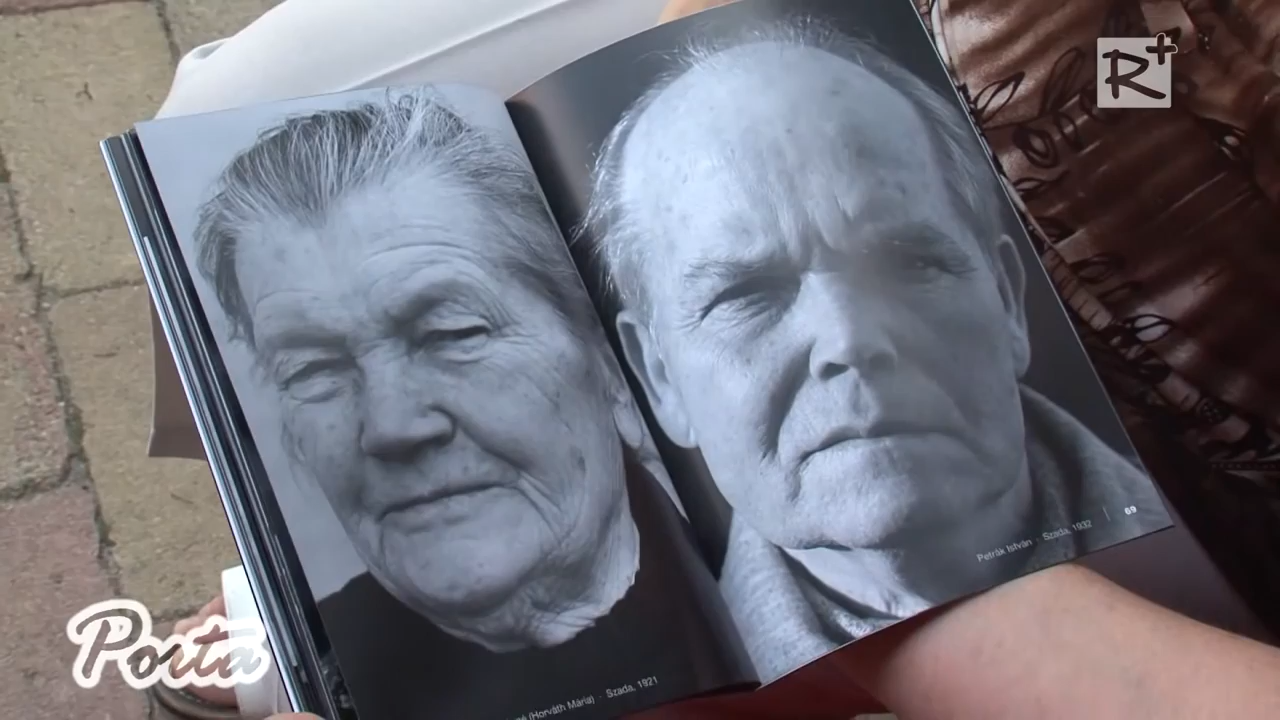 R+
(Horváth Mária) · Szada, 1921
Petrák István · Szada, 1932 | 69
Porta